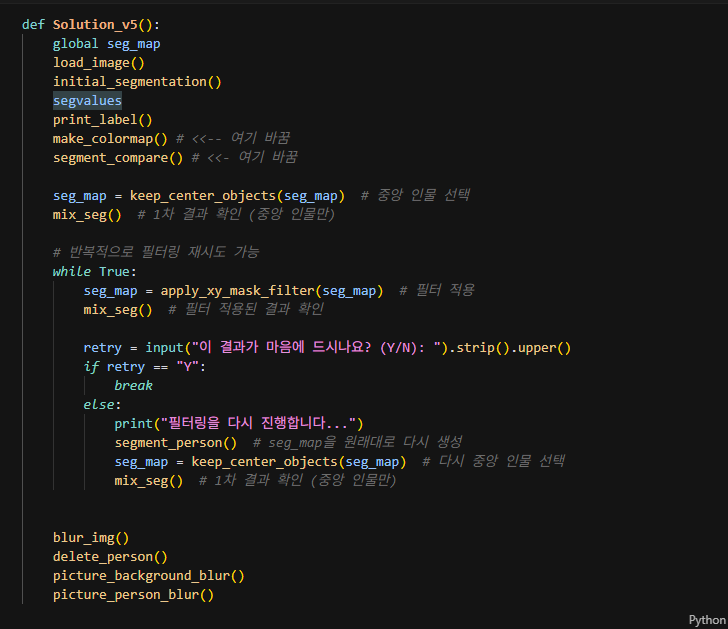 def Solution_v5():
    global seg_map
    load_image()
    initial_segmentation()
    segvalues
    print_label()
    make_colormap() # <<-- 여기 바꿈
    segment_compare() # <<- 여기 바꿈

    seg_map = keep_center_objects(seg_map)  # 중앙 인물 선택
    mix_seg()  # 1차 결과 확인 (중앙 인물만)

    # 반복적으로 필터링 재시도 가능
    while True:
        seg_map = apply_xy_mask_filter(seg_map)  # 필터 적용
        mix_seg()  # 필터 적용된 결과 확인

        retry = input("이 결과가 마음에 드시나요? (Y/N): ").strip().upper()
        if retry == "Y":
            break
        else:
            print("필터링을 다시 진행합니다...")
            segment_person()  # seg_map을 원래대로 다시 생성
            seg_map = keep_center_objects(seg_map)  # 다시 중앙 인물 선택
            mix_seg()  # 1차 결과 확인 (중앙 인물만)


    blur_img()
    delete_person()
    picture_background_blur()
    picture_person_blur()
Python